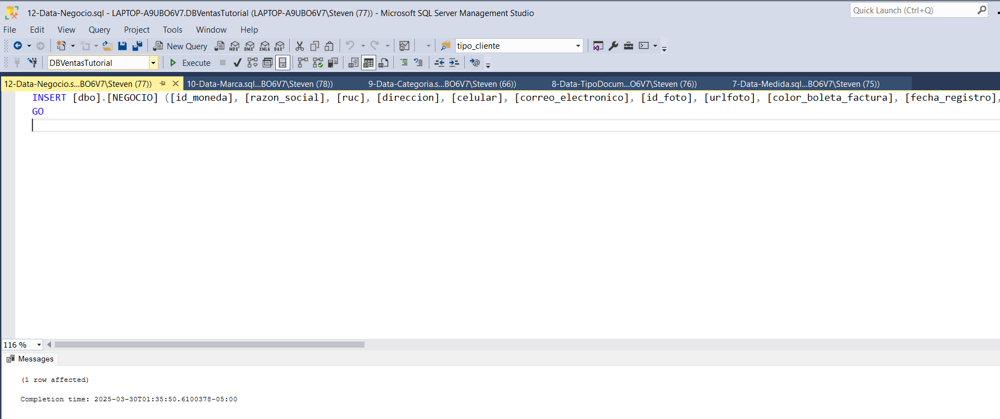 12-Data-Negocio.sql - LAPTOP-A9UBO6V7.DBVentasTutorial (LAPTOP-A9UBO6V7\Steven (77)) - Microsoft SQL Server Management Studio
Quick Launch (Ctrl+Q)
File Edit View Query Project Tools Window Help
New Query MDX DMX XMLA DAX tipo_cliente
DBVentasTutorial Execute
12-Data-Negocio.s...BO6V7\Steven (77)) 10-Data-Marca.sql...BO6V7\Steven (78)) 9-Data-Categoria.s...BO6V7\Steven (66)) 8-Data-TipoDocum...O6V7\Steven (76)) 7-Data-Medida.sql...BO6V7\Steven (75))
INSERT [dbo].[NEGOCIO] ([id_moneda], [razon_social], [ruc], [direccion], [celular], [correo_electronico], [id_foto], [urlfoto], [color_boleta_factura], [fecha_registro],
GO
116 %
Messages
(1 row affected)
Completion time: 2025-03-30T01:35:50.6100378-05:00